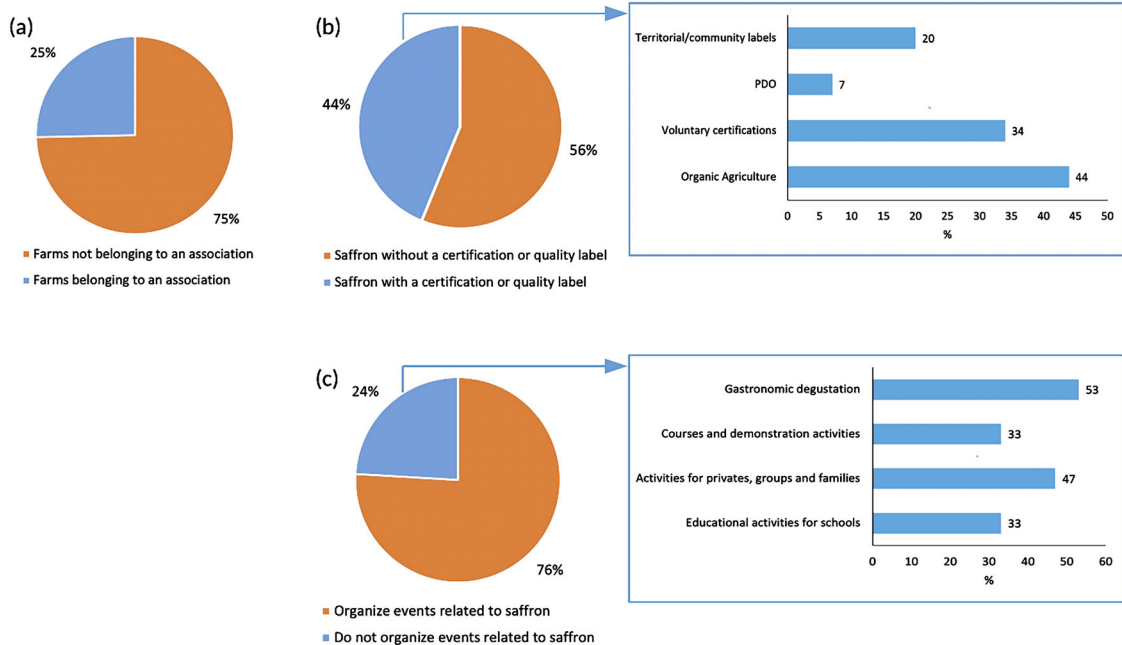 (a)
25%
75%
Farms not belonging to an association
Farms belonging to an association
(b)
44%
56%
Saffron without a certification or quality label
Saffron with a certification or quality label
Territorial/community labels
20
PDO
7
Voluntary certifications
34
Organic Agriculture
44
0 5 10 15 20 25 30 35 40 45 50
%
(c)
24%
76%
Organize events related to saffron
Do not organize events related to saffron
Gastronomic degustation
53
Courses and demonstration activities
33
Activities for privates, groups and families
47
Educational activities for schools
33
0 10 20 30 40 50 60
%